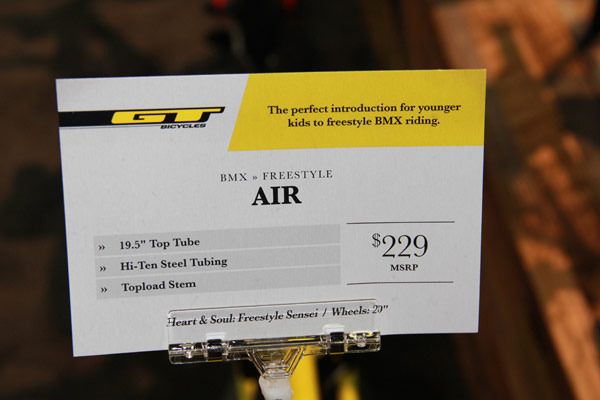 GT
BICYCLES
The perfect introduction for younger
kids to freestyle BMX riding.
BMX » FREESTYLE
AIR
» 19.5" Top Tube
» Hi-Ten Steel Tubing
» Topload Stem
$229
MSRP
Heart & Soul: Freestyle Sensei / Wheels: 20"